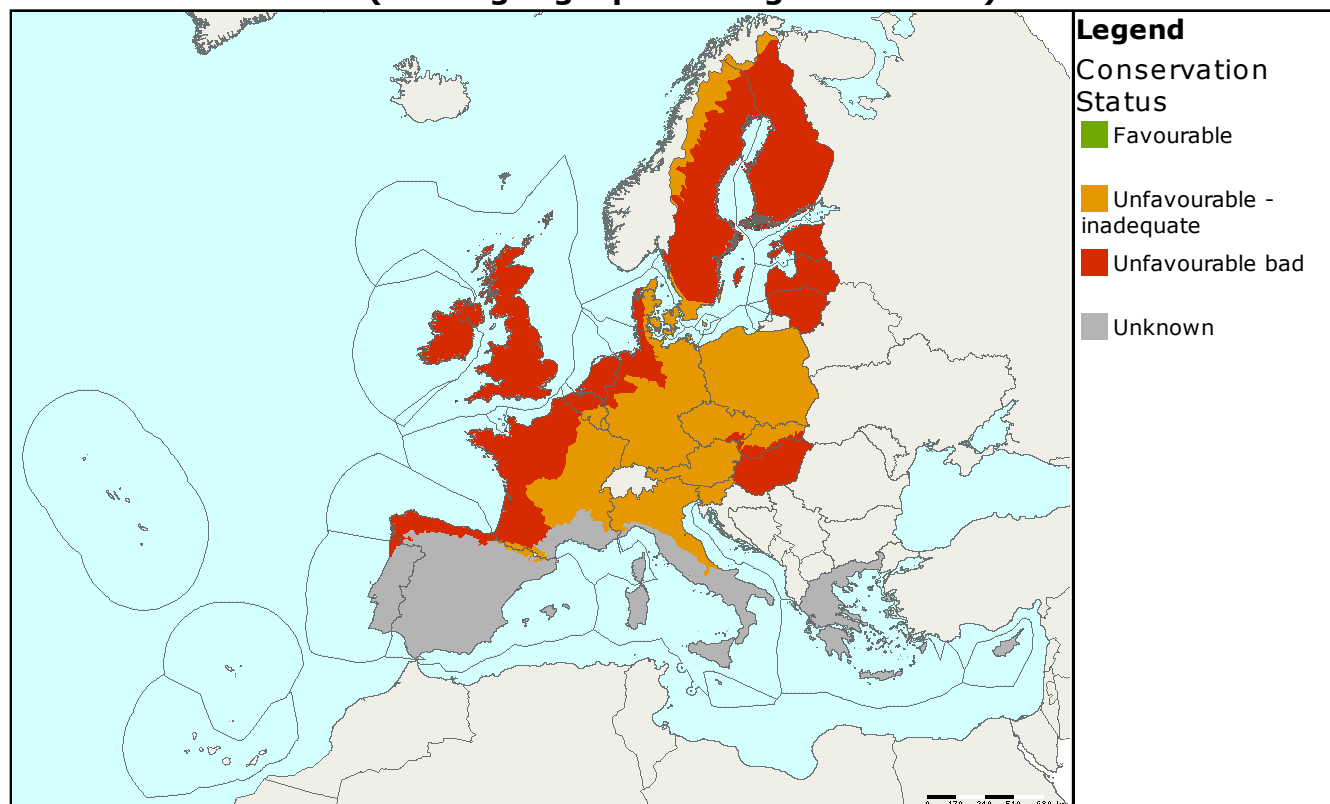 Legend
Conservation
Status
Favourable
Unfavourable -
inadequate
Unfavourable bad
Unknown